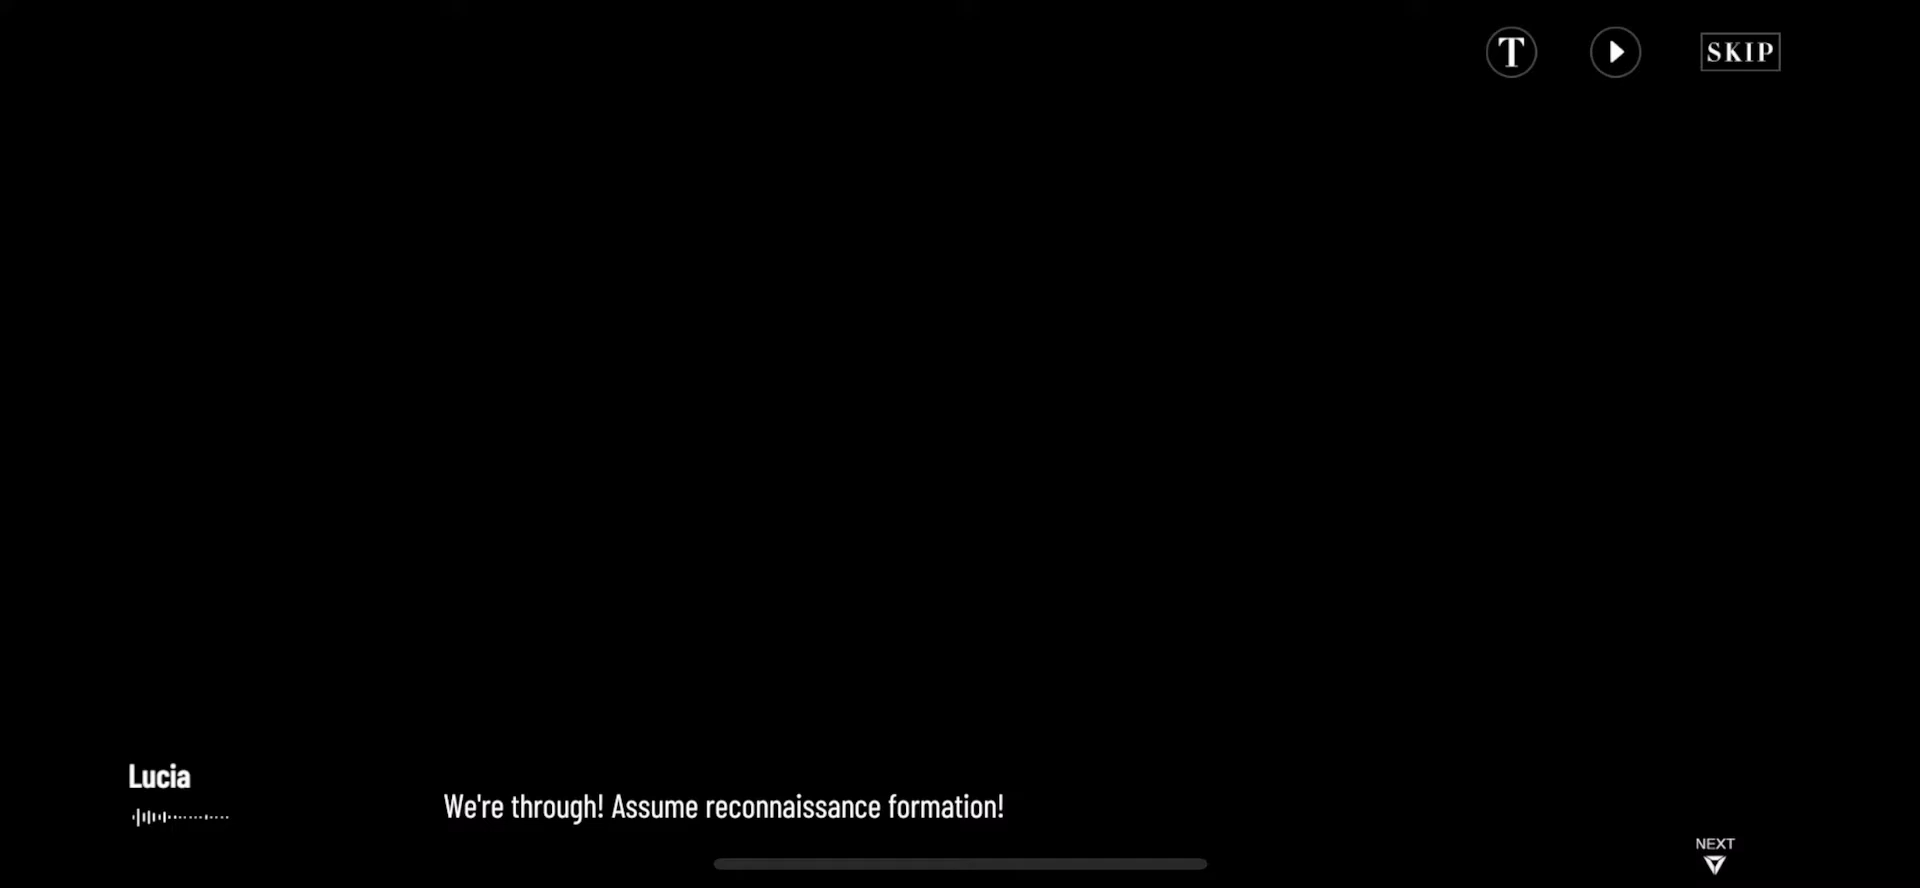 T
SKIP
Lucia
We're through! Assume reconnaissance formation!
NEXT